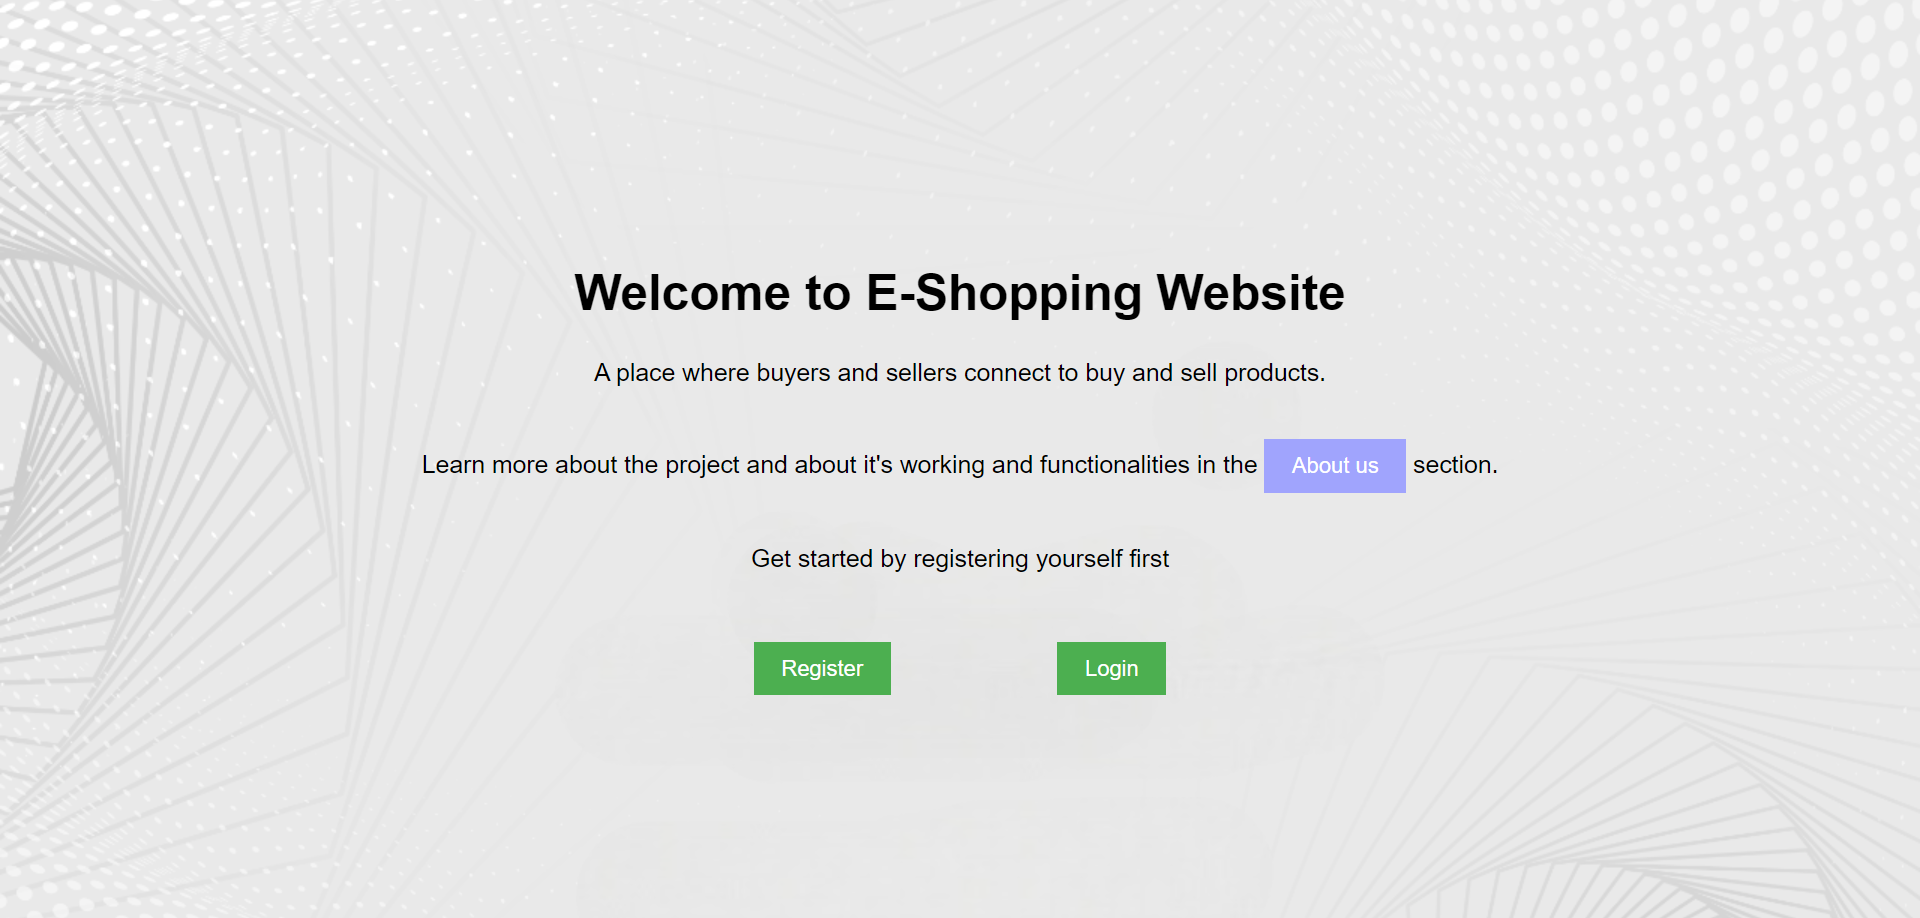 Welcome to E-Shopping Website
A place where buyers and sellers connect to buy and sell products.
Learn more about the project and about it's working and functionalities in the About us section.
Get started by registering yourself first
Register Login